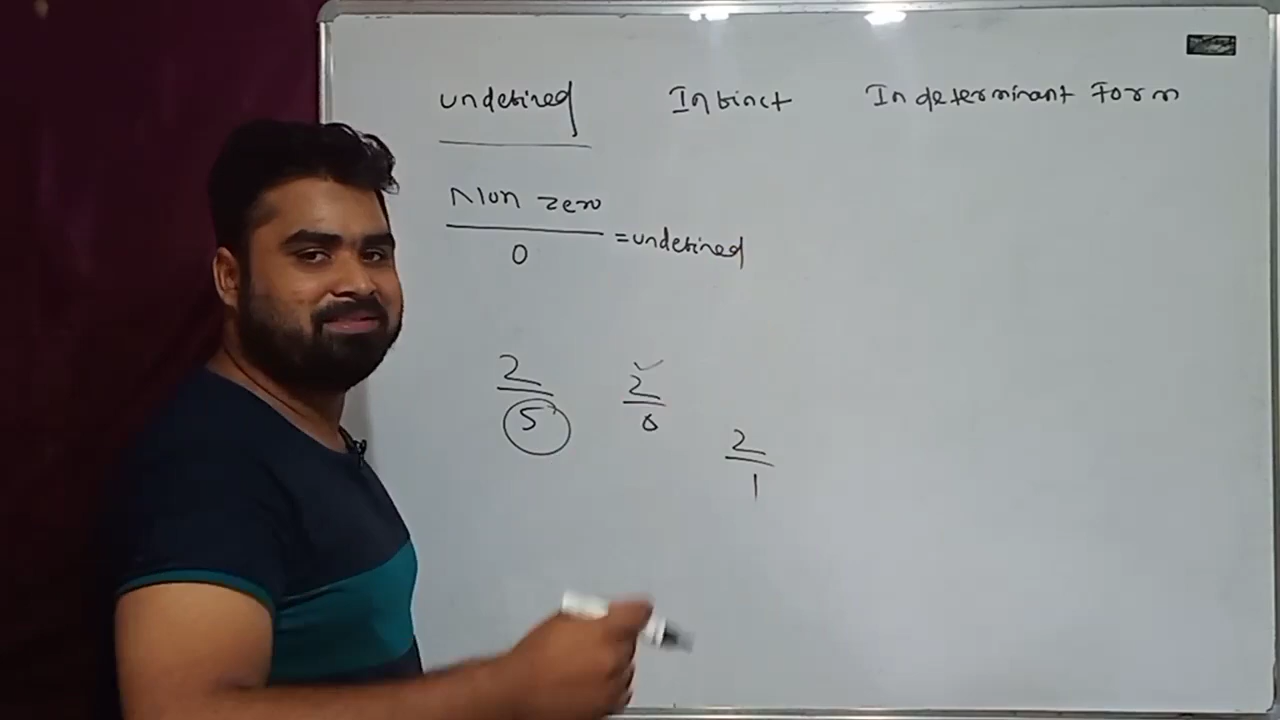 undefined Infinct Indeterminant Form
Non zero
0
=undefined
2
5
2
0
2
1